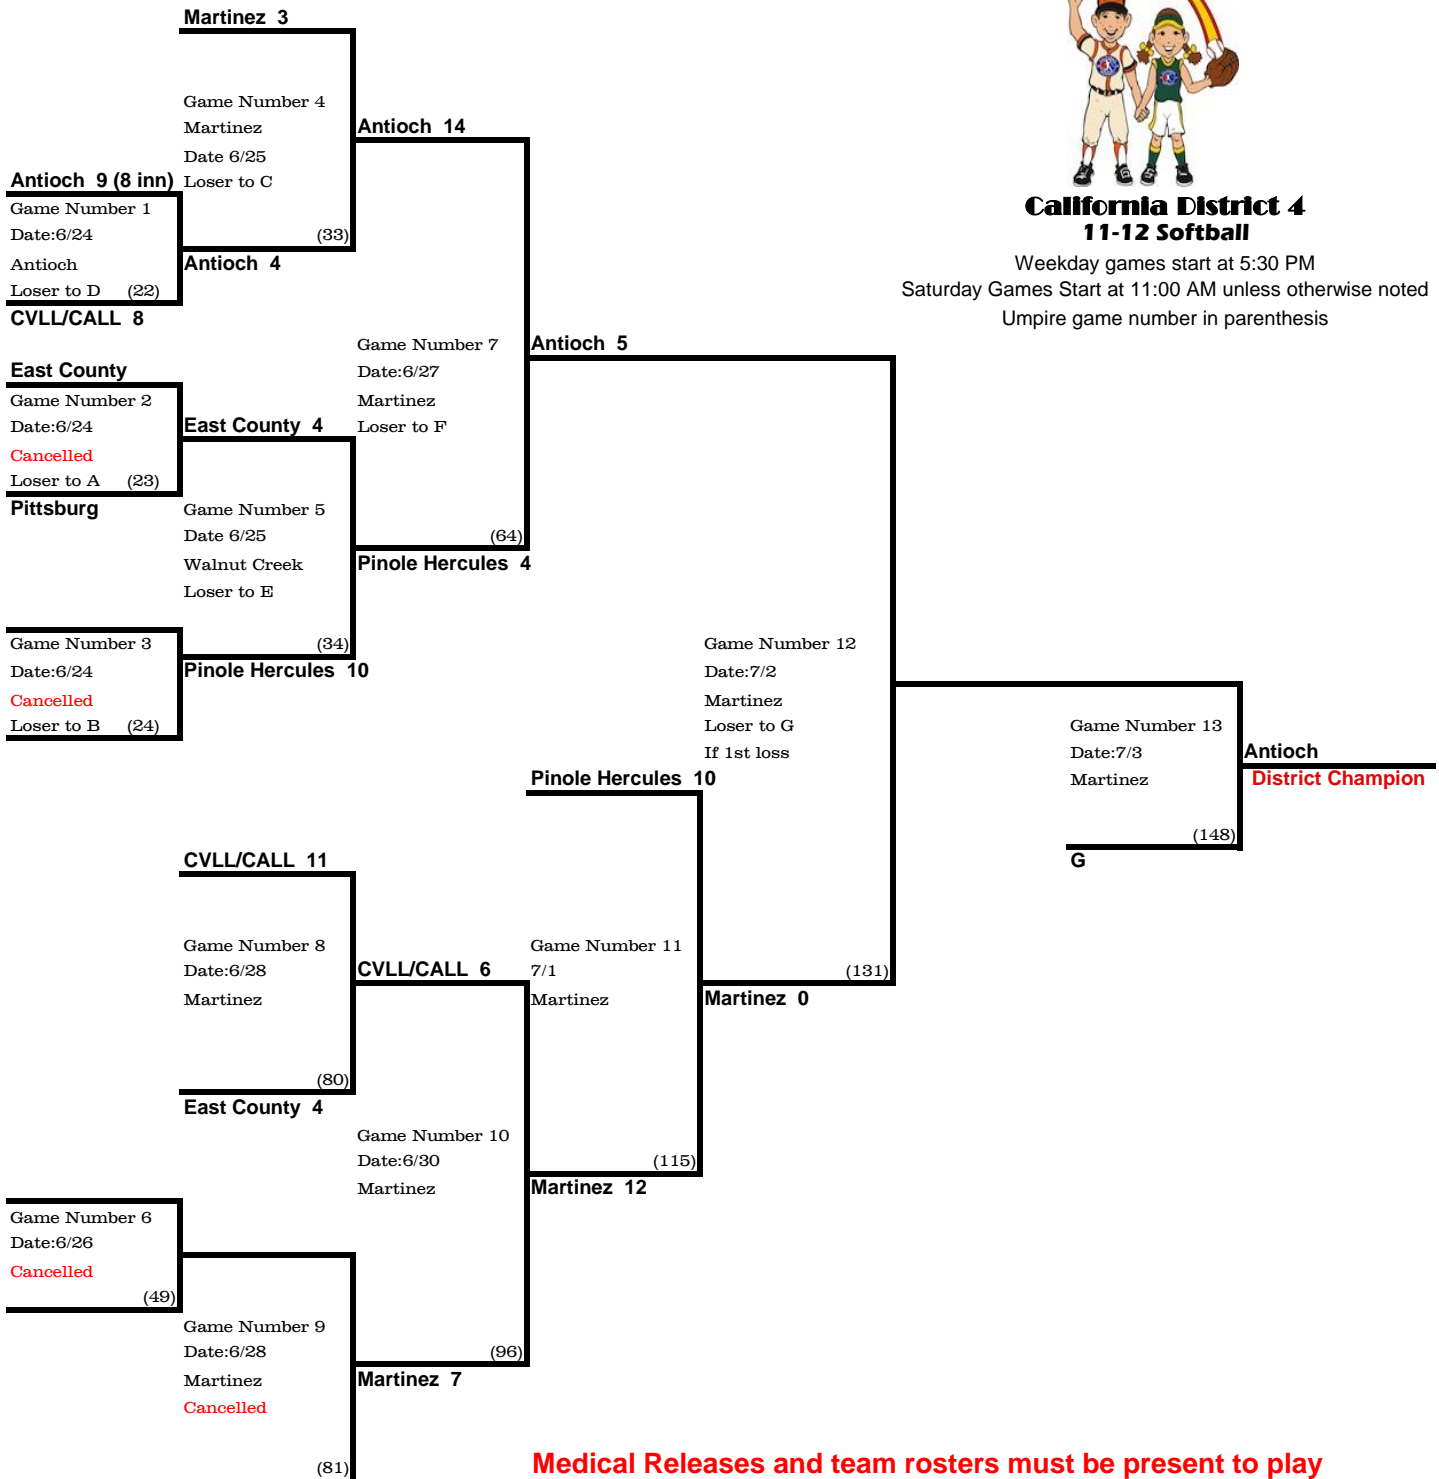 Martinez 3
Game Number 4
Martinez
Date 6/25
Loser to C
(33)
Antioch 14
Antioch 9 (8 inn)
Game Number 1
Date:6/24
Antioch
Loser to D (22)
CVLL/CALL 8
Antioch 4
California District 4
11-12 Softball
Weekday games start at 5:30 PM
Saturday Games Start at 11:00 AM unless otherwise noted
Umpire game number in parenthesis
Game Number 7
Date:6/27
Martinez
Loser to F
(64)
Antioch 5
East County
Game Number 2
Date:6/24
Cancelled
Loser to A (23)
Pittsburg
East County 4
Game Number 5
Date 6/25
Walnut Creek
Loser to E
(34)
Pinole Hercules 4
Game Number 3
Date:6/24
Cancelled
Loser to B (24)
Pinole Hercules 10
Game Number 12
Date:7/2
Martinez
Loser to G
If 1st loss
(131)
Game Number 13
Date:7/3
Martinez
(148)
G
Antioch
District Champion
Pinole Hercules 10
CVLL/CALL 11
Game Number 8
Date:6/28
Martinez
(80)
East County 4
CVLL/CALL 6
Game Number 11
7/1
Martinez
(115)
Martinez 0
Game Number 10
Date:6/30
Martinez
(96)
Martinez 12
Game Number 6
Date:6/26
Cancelled
(49)
Game Number 9
Date:6/28
Martinez
Cancelled
(81)
Martinez 7
Medical Releases and team rosters must be present to play